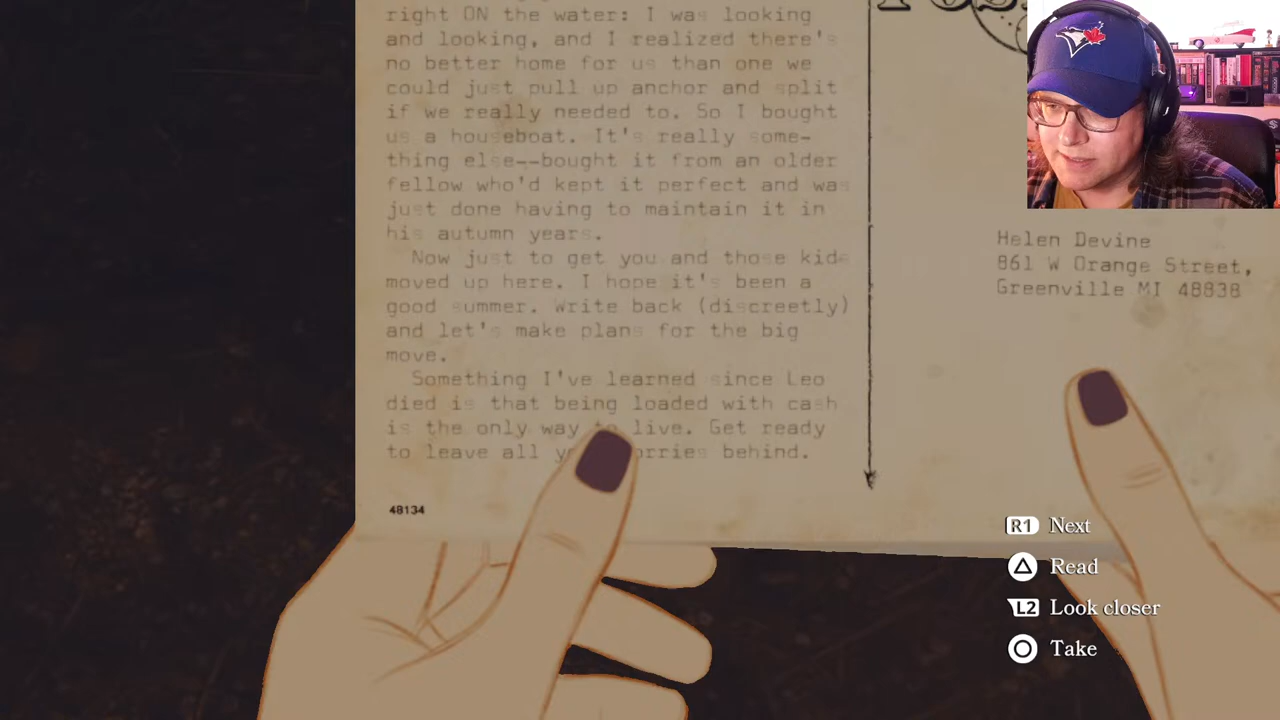 right ON the water: I was looking
and looking, and I realized there's
no better home for us than one we
could just pull up anchor and split
if we really needed to. So I bought
us a houseboat. It's really some-
thing else--bought it from an older
fellow who'd kept it perfect and was
just done having to maintain it in
his autumn years.
Now just to get you and those kids
moved up here. I hope it's been a
good summer. Write back (discreetly)
and let's make plans for the big
move.
Something I've learned since Leo
died is that being loaded with cash
is the only way to live. Get ready
to leave all behind.
48134
Helen Devine
861 W Orange Street,
Greenville MI 48838
R1 Next
Read
L2 Look closer
Take